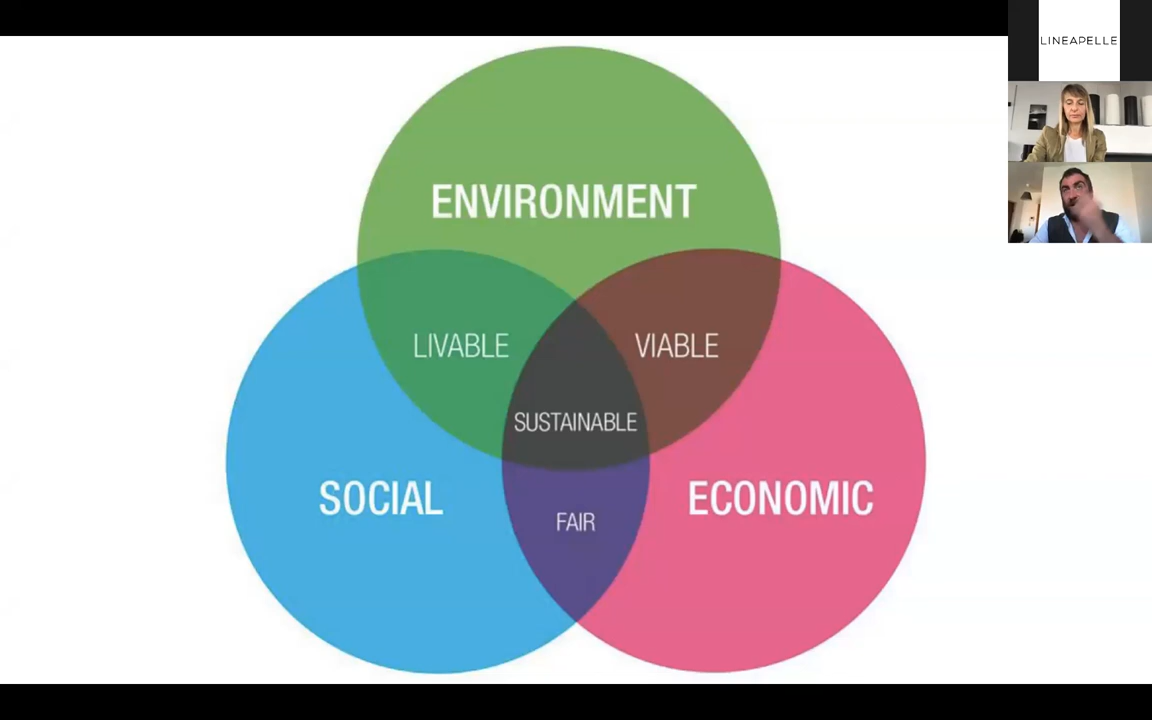 LINEAPELLE
ENVIRONMENT
LIVABLE
VIABLE
SUSTAINABLE
SOCIAL
ECONOMIC
FAIR